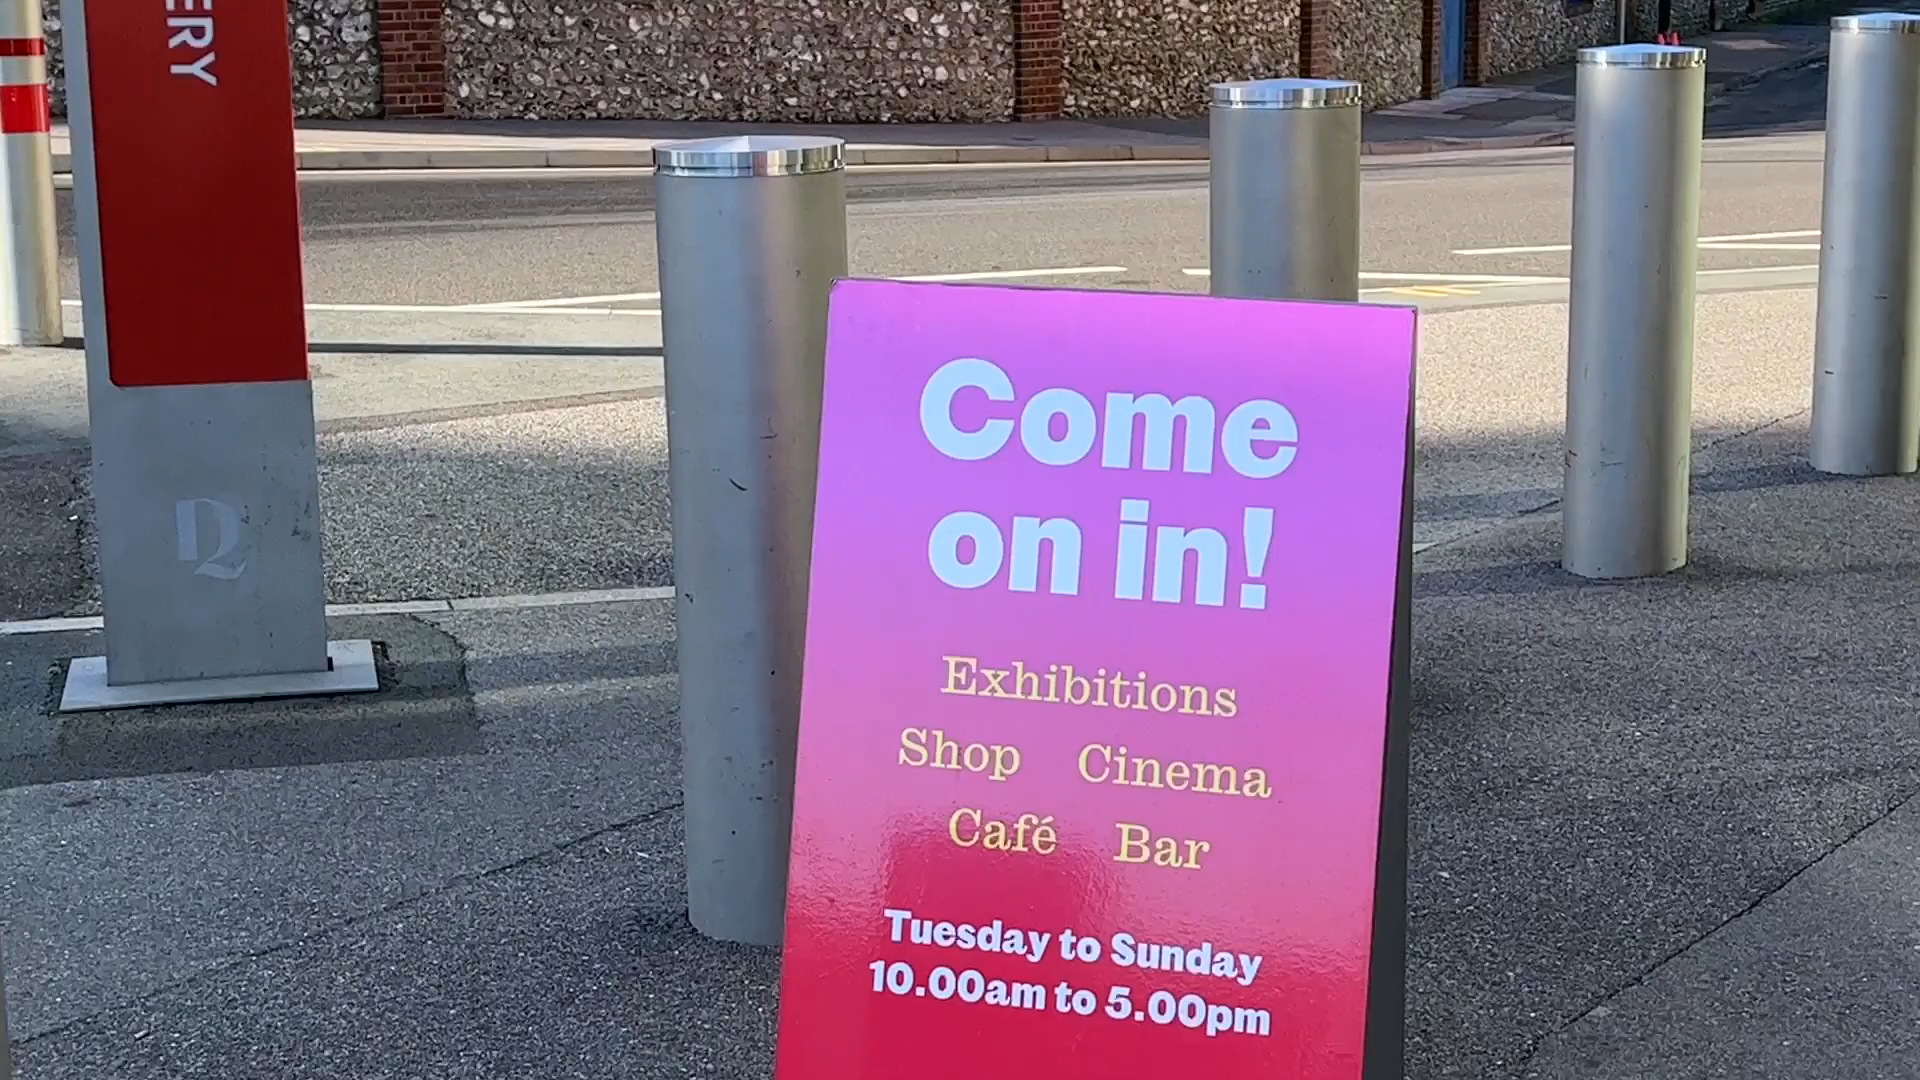 ERY
Come
on in!
Exhibitions
Shop Cinema
Café Bar
Tuesday to Sunday
10.00am to 5.00pm